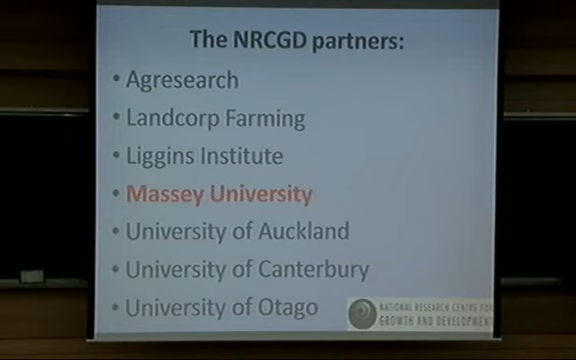 The NRCGD partners:
• Agresearch
• Landcorp Farming
• Liggins Institute
• Massey University
• University of Auckland
• University of Canterbury
• University of Otago
NATIONAL RESEARCH CENTRE FOR
GROWTH AND DEVELOPMENT